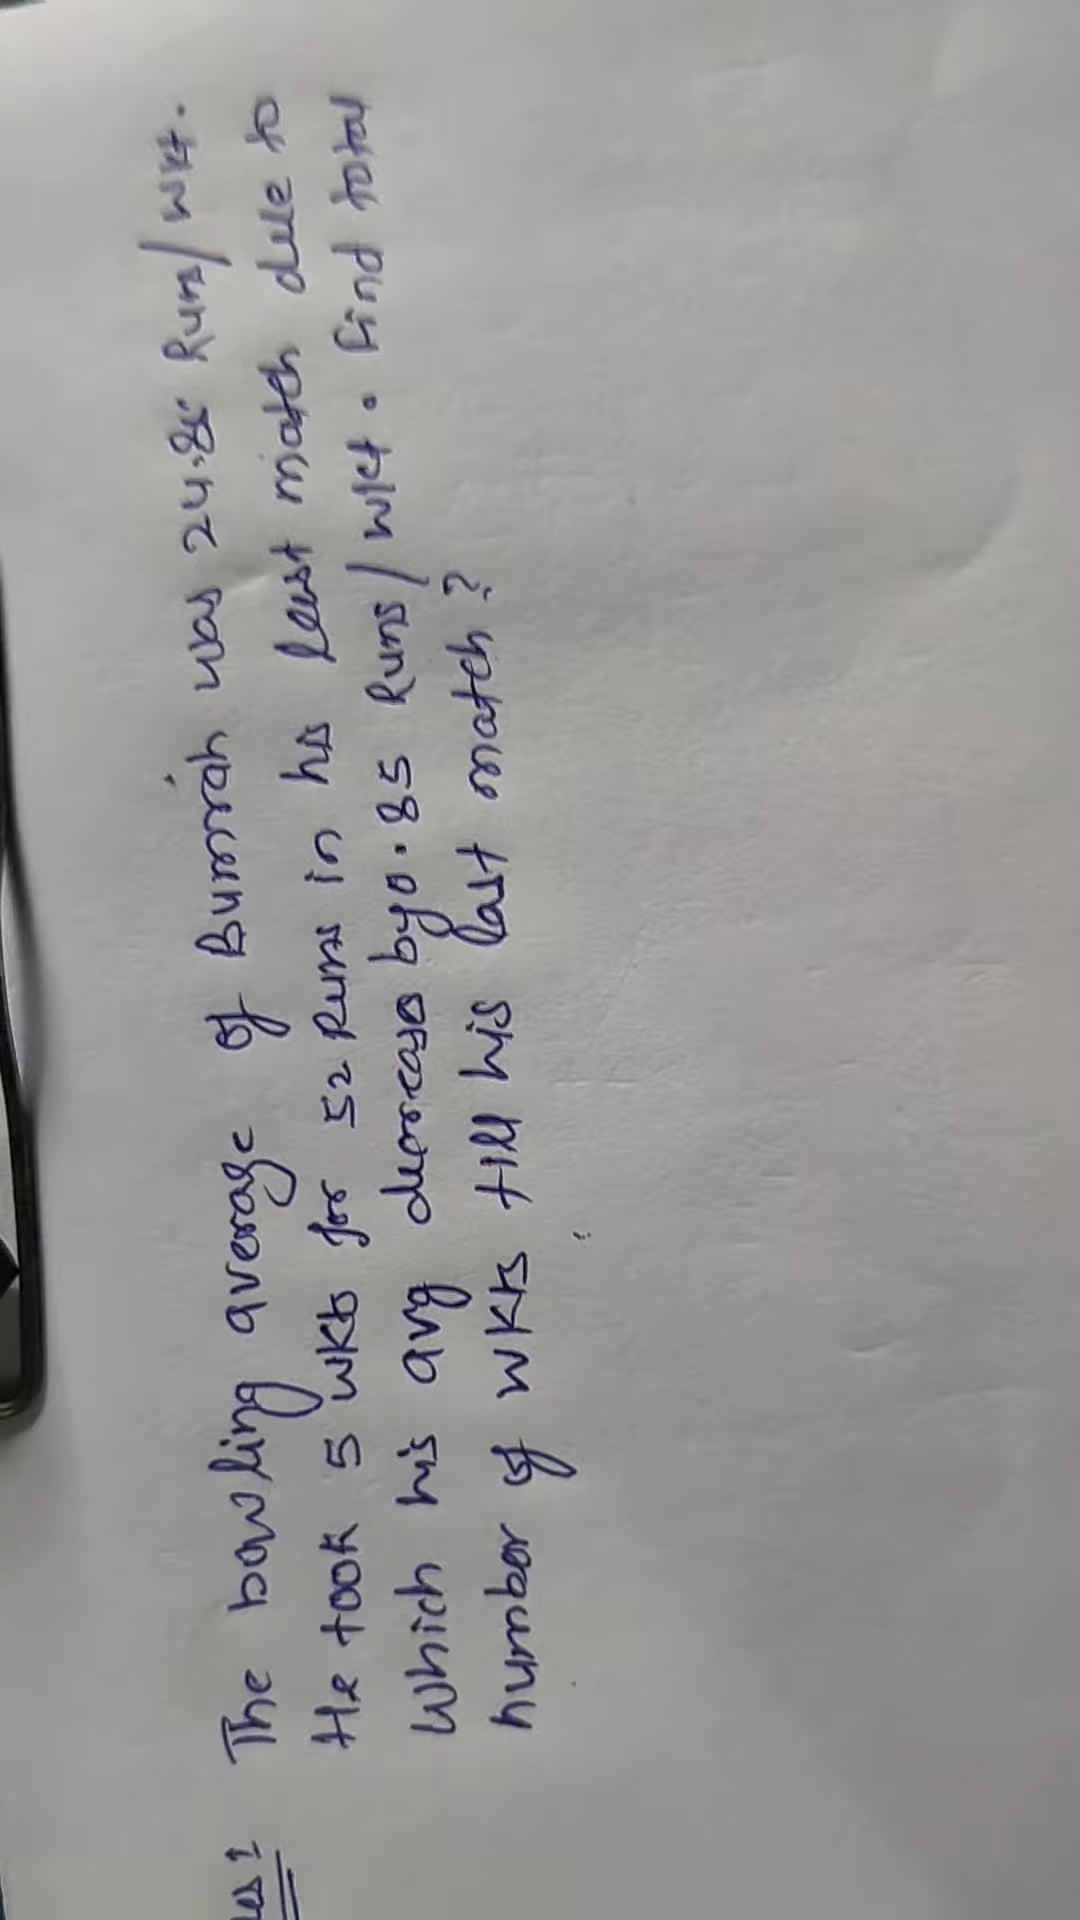 The bowling average of Bumrah was 24.85 Runs/wkt.
He took 5 wkts for 52 Runs in his last match due to
which his avg decreases by 0.85 Runs/wkt. Find total
number of wkts till his last match?